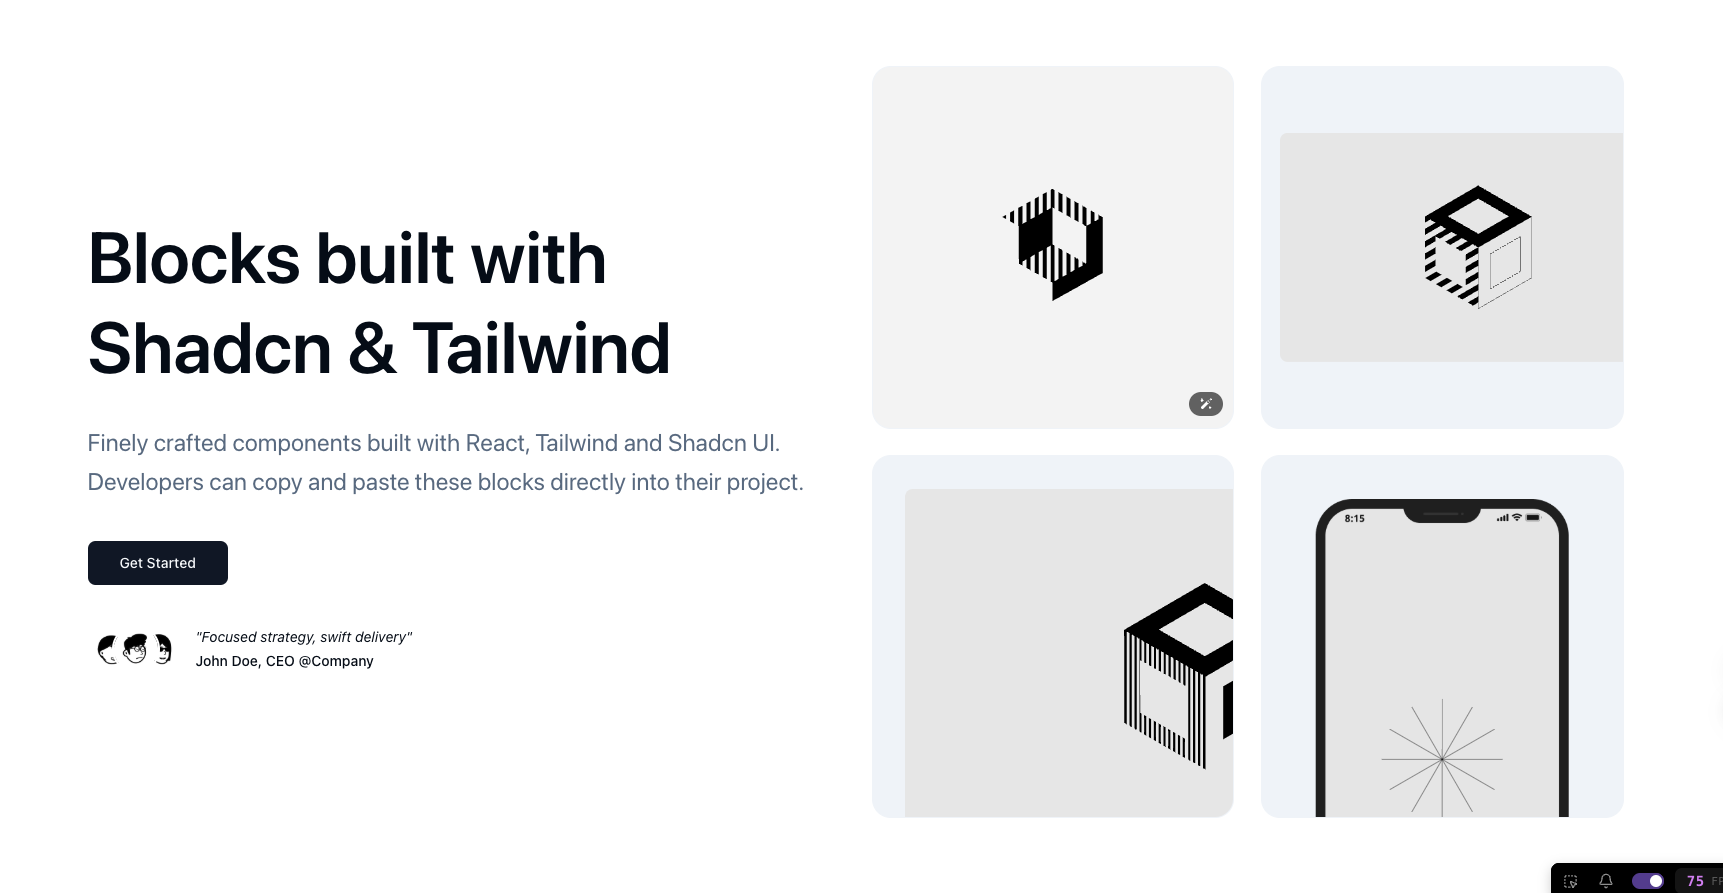 Blocks built with
Shadcn & Tailwind
Finely crafted components built with React, Tailwind and Shadcn UI.
Developers can copy and paste these blocks directly into their project.
Get Started
"Focused strategy, swift delivery"
John Doe, CEO @Company
8:15
75